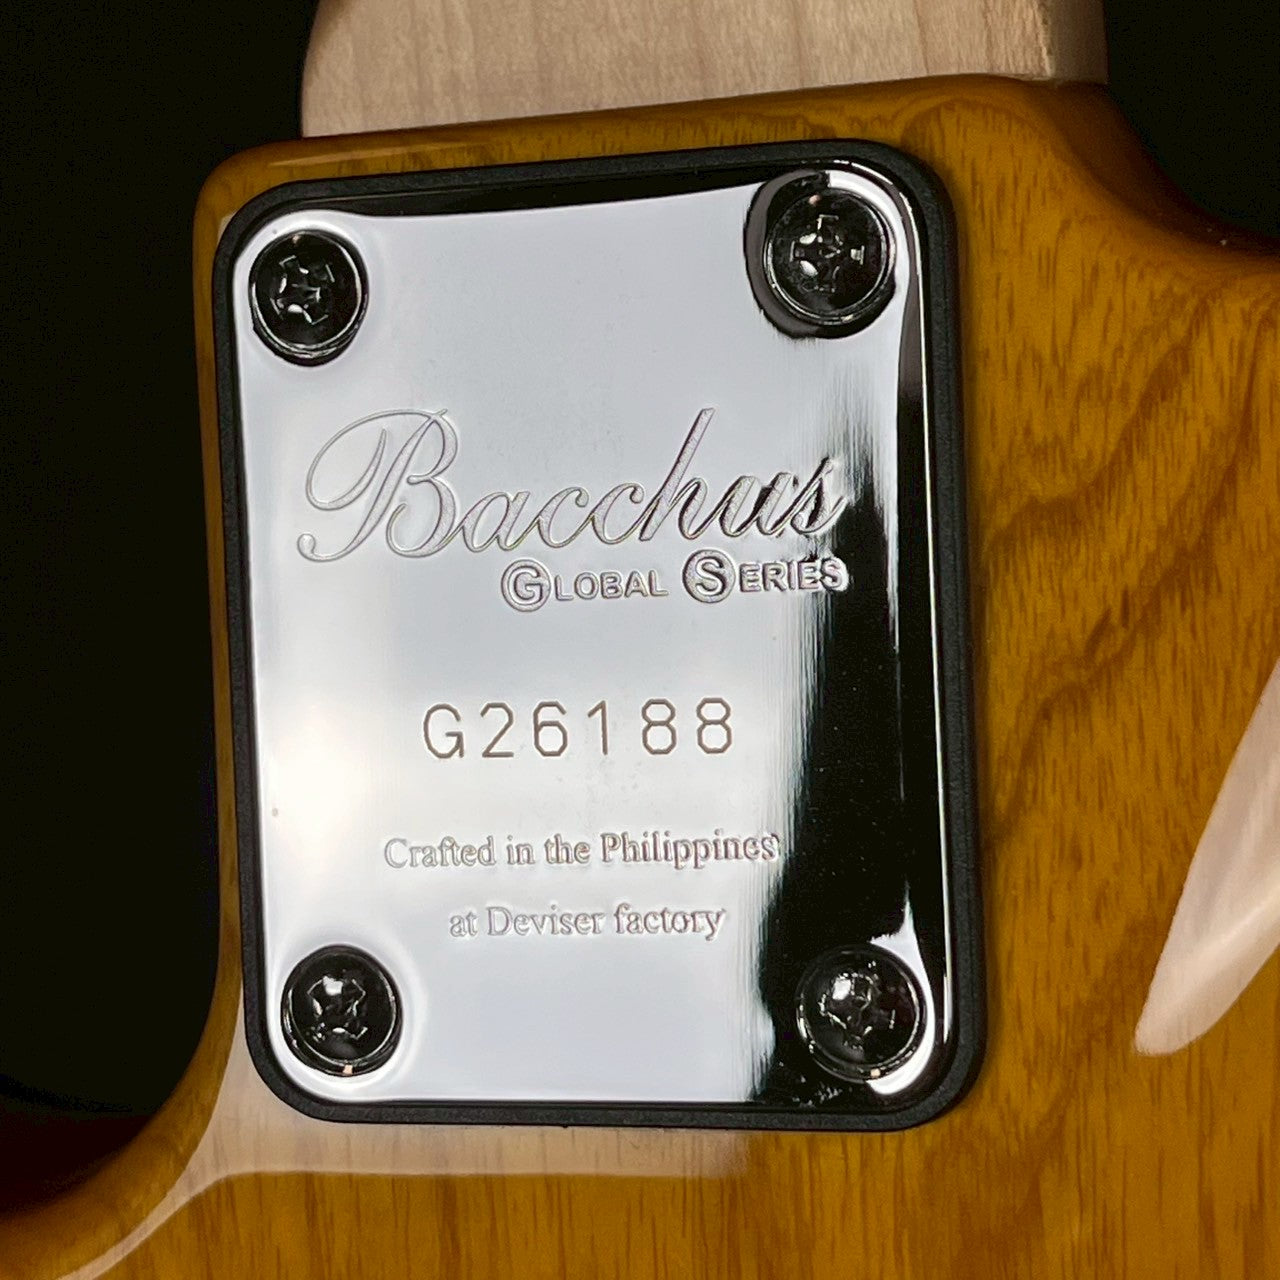 Bacchus
GLOBAL SERIES
G26188
Crafted in the Philippines
at Deviser factory